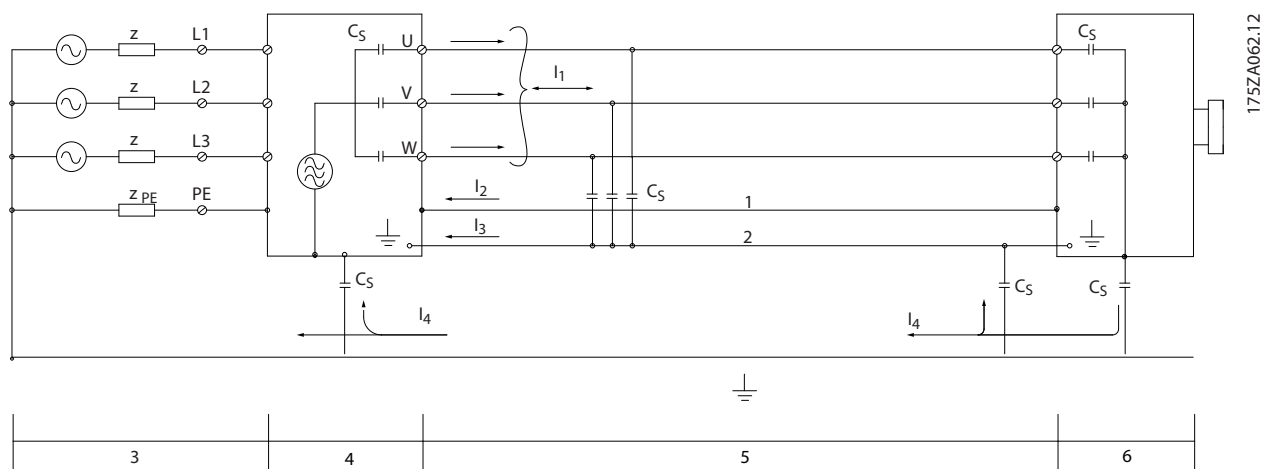 z L1
z L2
z L3
z PE PE
CS U
V
W
I1
I2
I3
CS
1
2
CS
CS
I4
I4
CS
CS
3 4 5 6
175ZA062.12